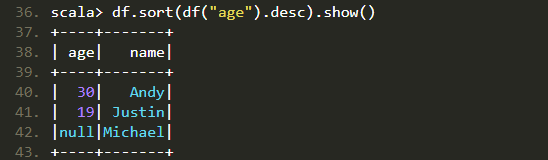 36. scala> df.sort(df("age").desc).show()
37. +----+-------+
38. | age|   name|
39. +----+-------+
40. |  30|   Andy|
41. |  19| Justin|
42. |null|Michael|
43. +----+-------+